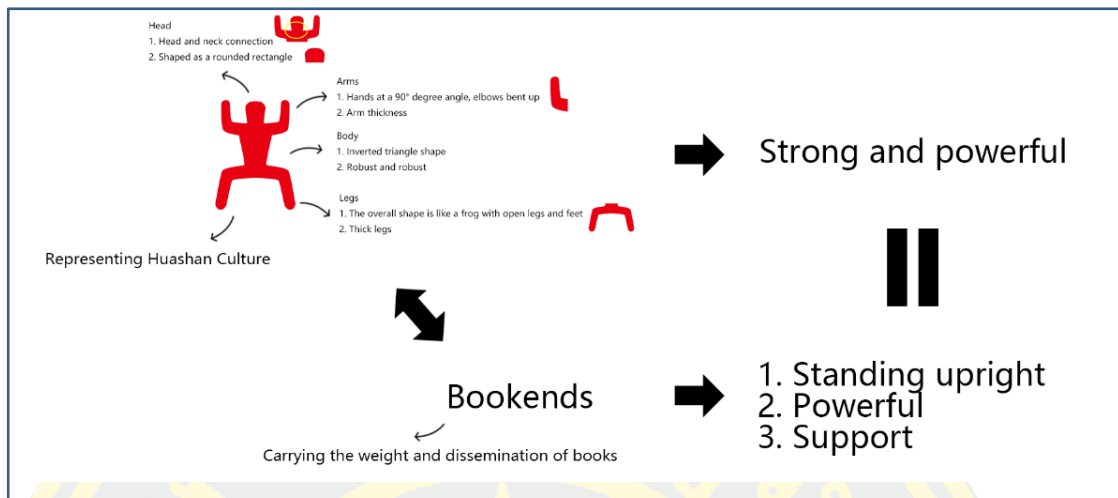 Head
1. Head and neck connection
2. Shaped as a rounded rectangle
Arms
1. Hands at a 90° degree angle, elbows bent up
2. Arm thickness
Body
1. Inverted triangle shape
2. Robust and robust
Legs
1. The overall shape is like a frog with open legs and feet
2. Thick legs
Representing Huashan Culture
Strong and powerful
Bookends
Carrying the weight and dissemination of books
1. Standing upright
2. Powerful
3. Support